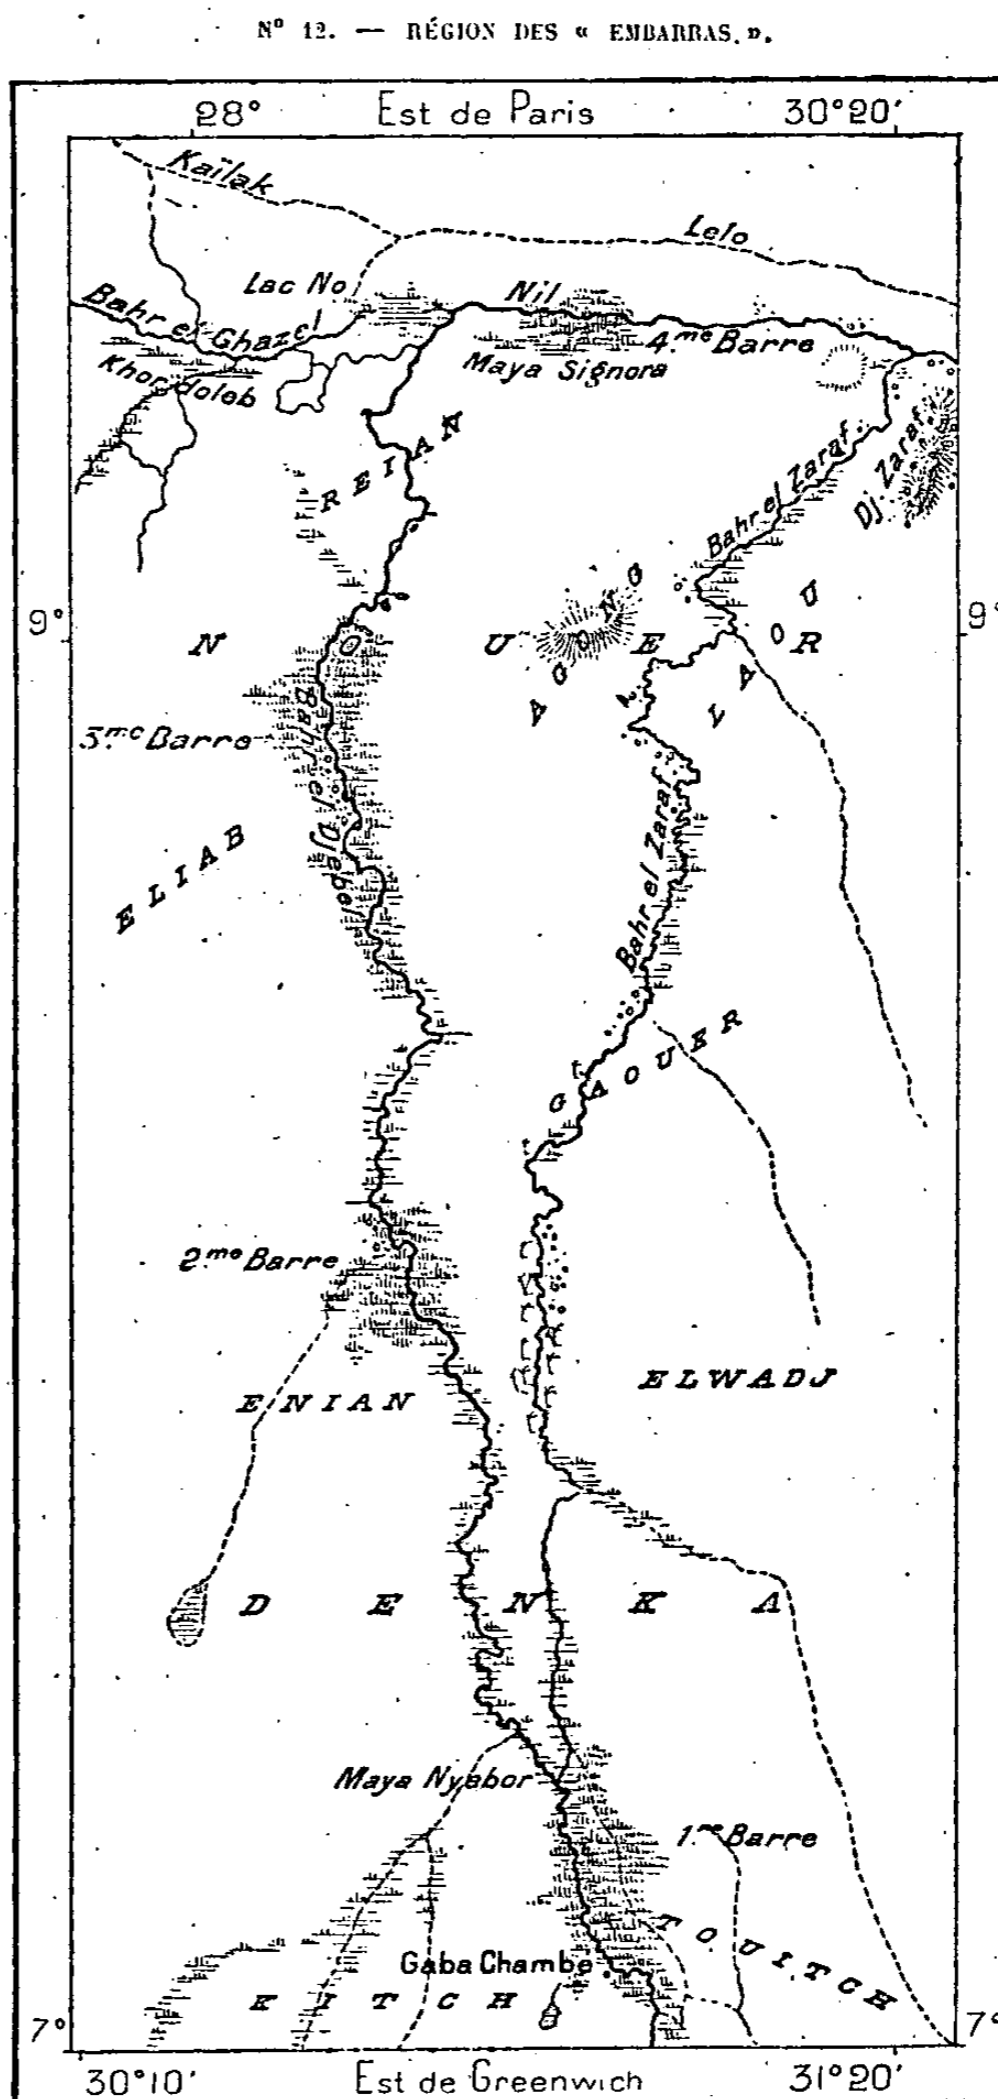 N° 12. — RÉGION DES « EMBARRAS. ».
28° Est de Paris 30°20'
Kaïlak
Lelo
Lac No
Nil
Bahr el Ghazel
4.me Barre
Khor doleb
Maya Signora
REIAN
Bahr el Zaraf.
Dj. Zaraf.
9° 9°
NOUER
AGONG
LAOU
3.me Barre
Bahr el Djebel
ELIAB
Bahr el Zaraf
GAOUER
2.me Barre
ENIAN
ELWADJ
DENKA
Maya Nyabor
1.re Barre
TOUITCH
Gaba Chambe
KITCH
7° 7°
30°10' Est de Greenwich 31°20'